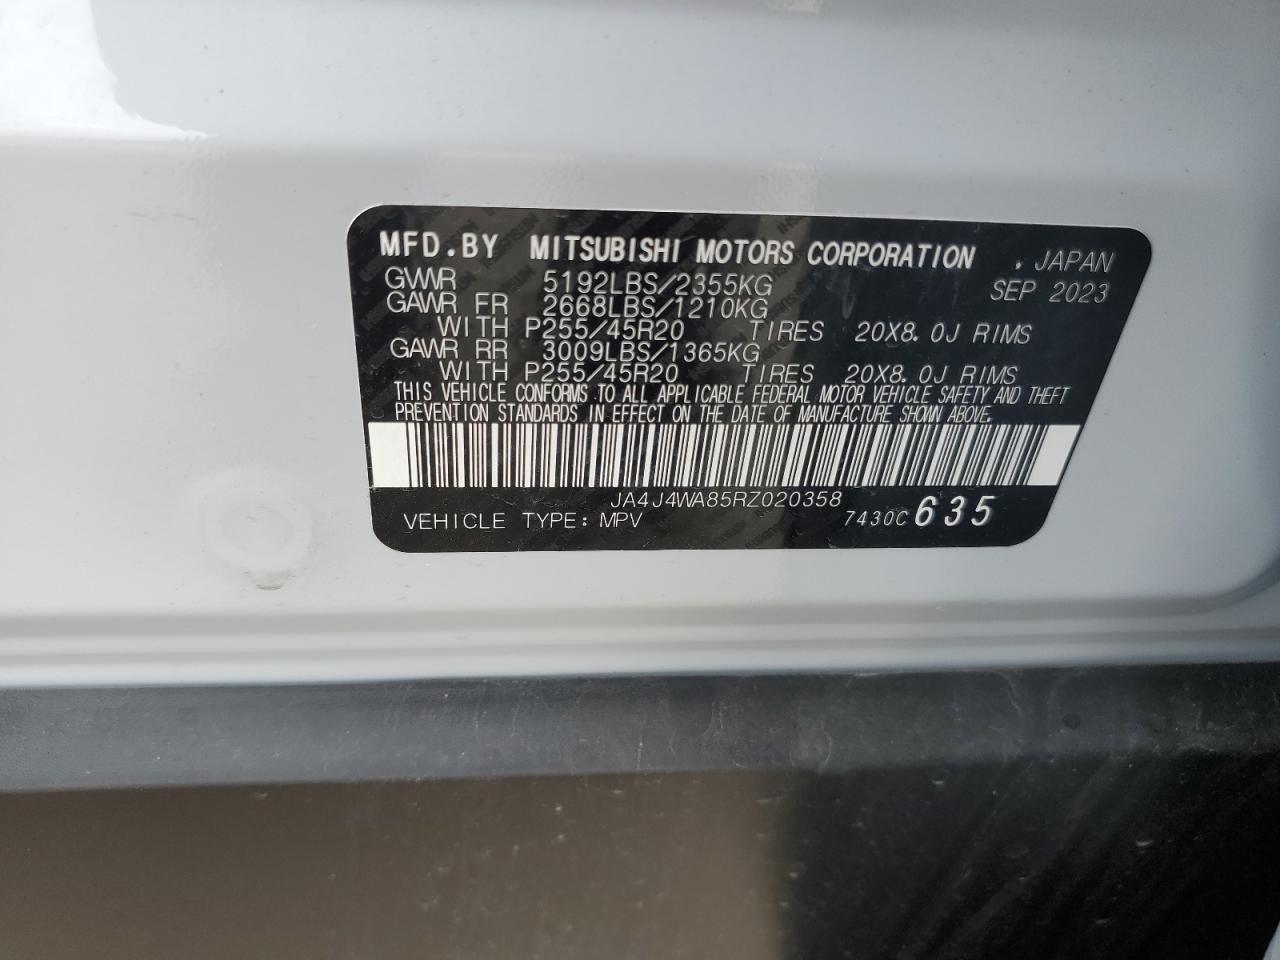 MFD.BY MITSUBISHI MOTORS CORPORATION . JAPAN
GVWR 5192LBS/2355KG SEP 2023
GAWR FR 2668LBS/1210KG
WITH P255/45R20 TIRES 20X8.0J RIMS
GAWR RR 3009LBS/1365KG
WITH P255/45R20 TIRES 20X8.0J RIMS
THIS VEHICLE CONFORMS TO ALL APPLICABLE FEDERAL MOTOR VEHICLE SAFETY AND THEFT
PREVENTION STANDARDS IN EFFECT ON THE DATE OF MANUFACTURE SHOWN ABOVE.
JA4J4WA85RZ020358
VEHICLE TYPE: MPV 7430C 635